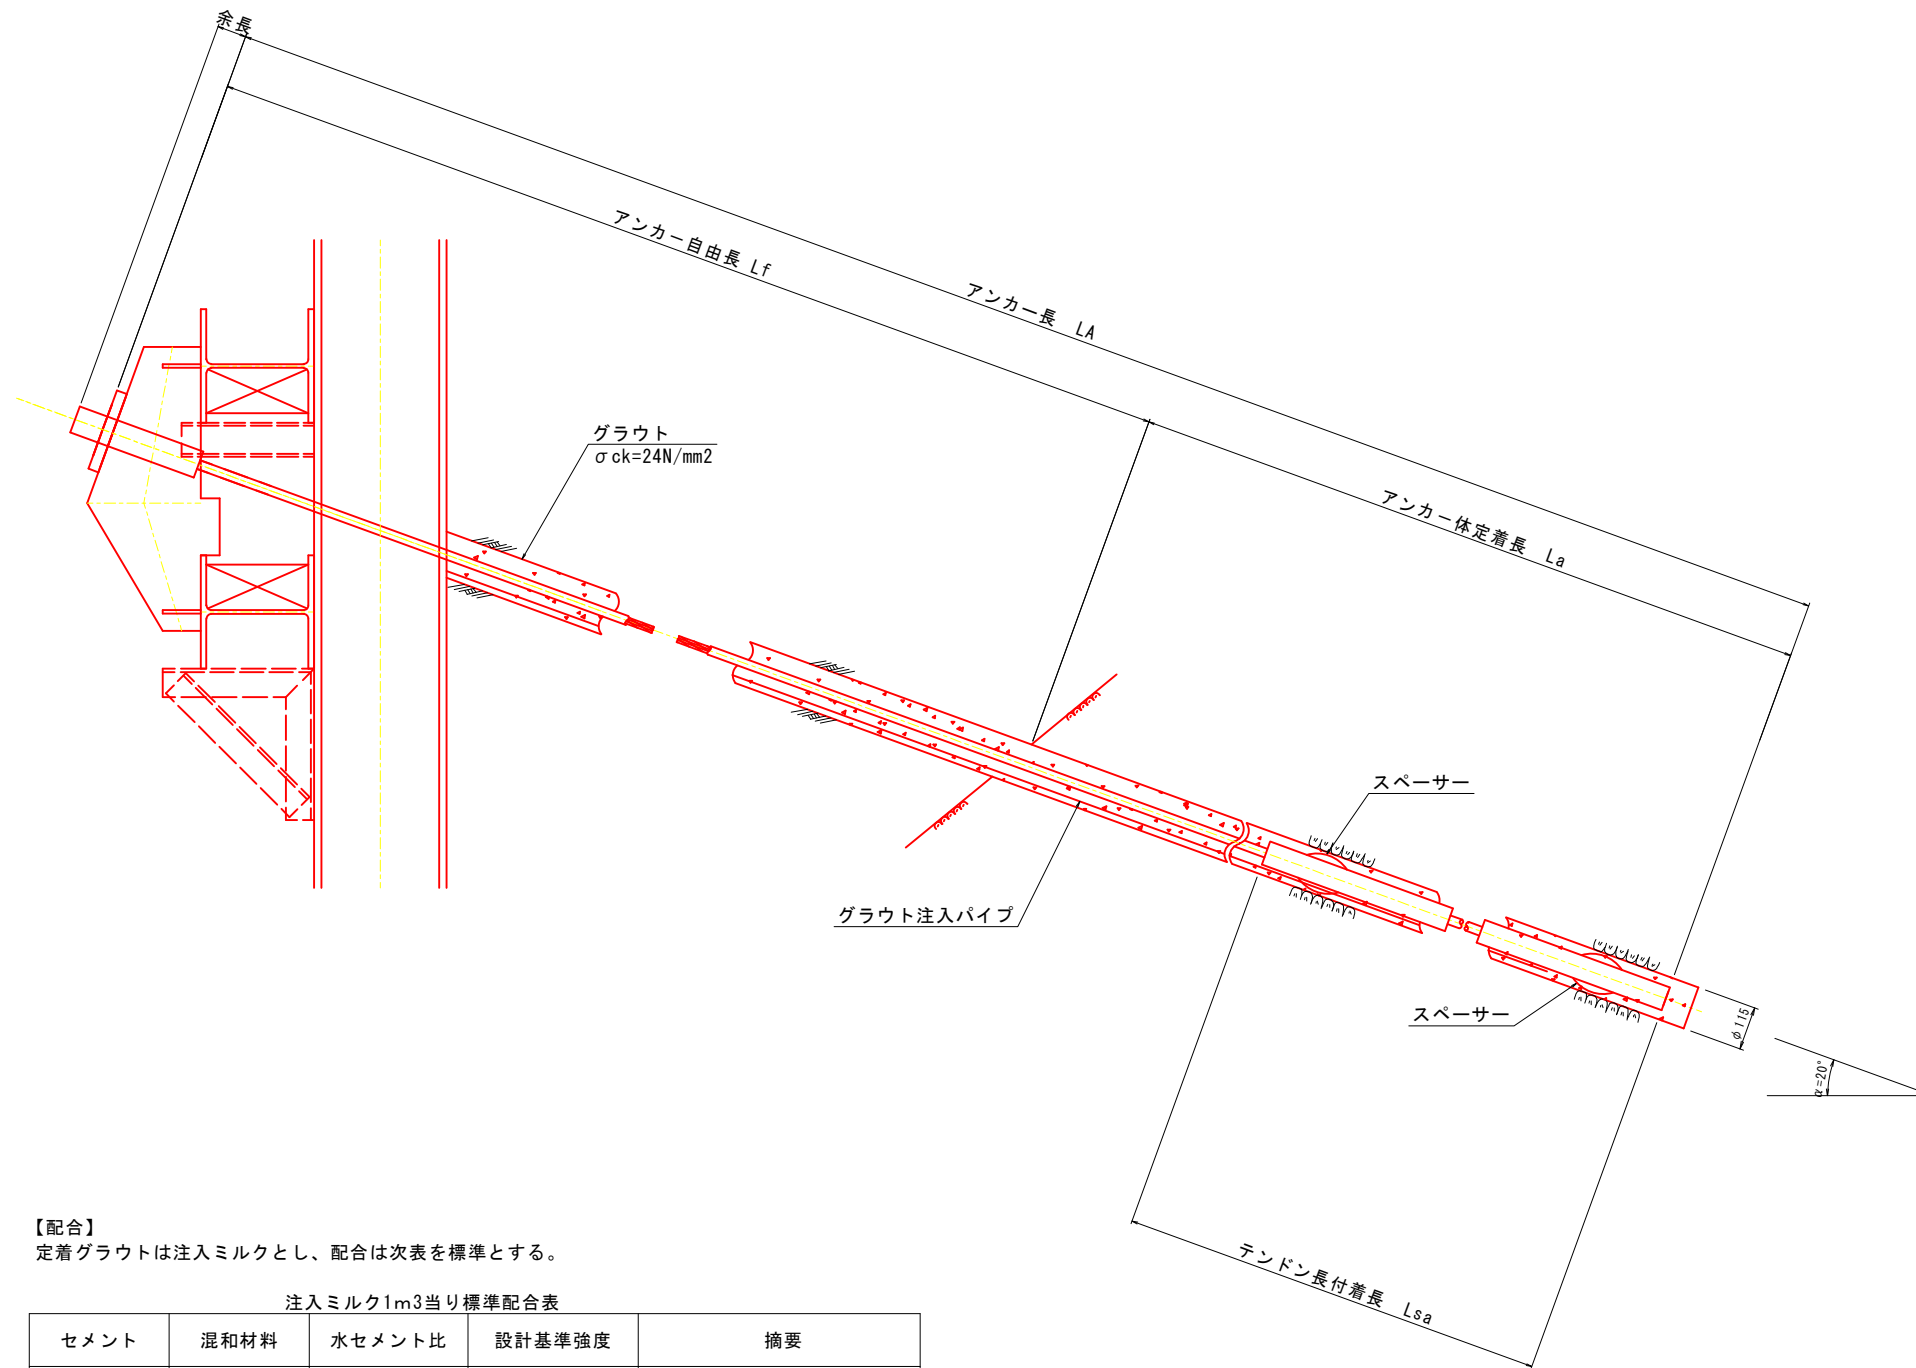 余長
アンカー自由長 Lf
アンカー長 LA
グラウト
σck=24N/mm2
アンカー体定着長 La
スペーサー
グラウト注入パイプ
スペーサー
φ115
α=20°
テンドン長付着長 Lsa
【配合】
定着グラウトは注入ミルクとし、配合は次表を標準とする。
注入ミルク1m3当り標準配合表
セメント 混和材料 水セメント比 設計基準強度 摘要